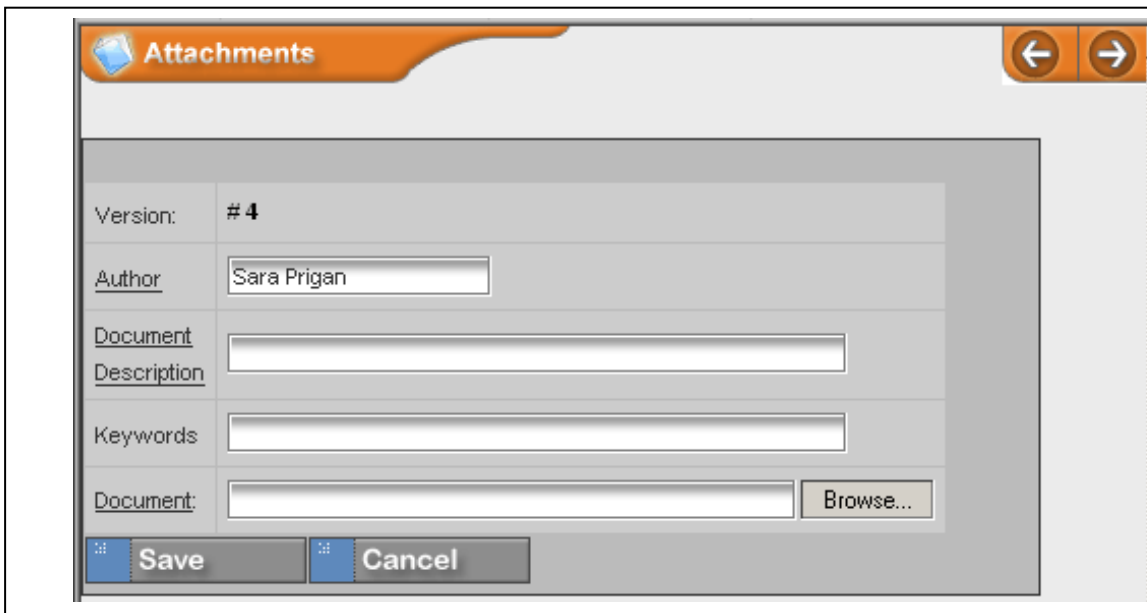 Attachments
Version: # 4
Author Sara Prigan
Document
Description
Keywords
Document: Browse...
Save Cancel